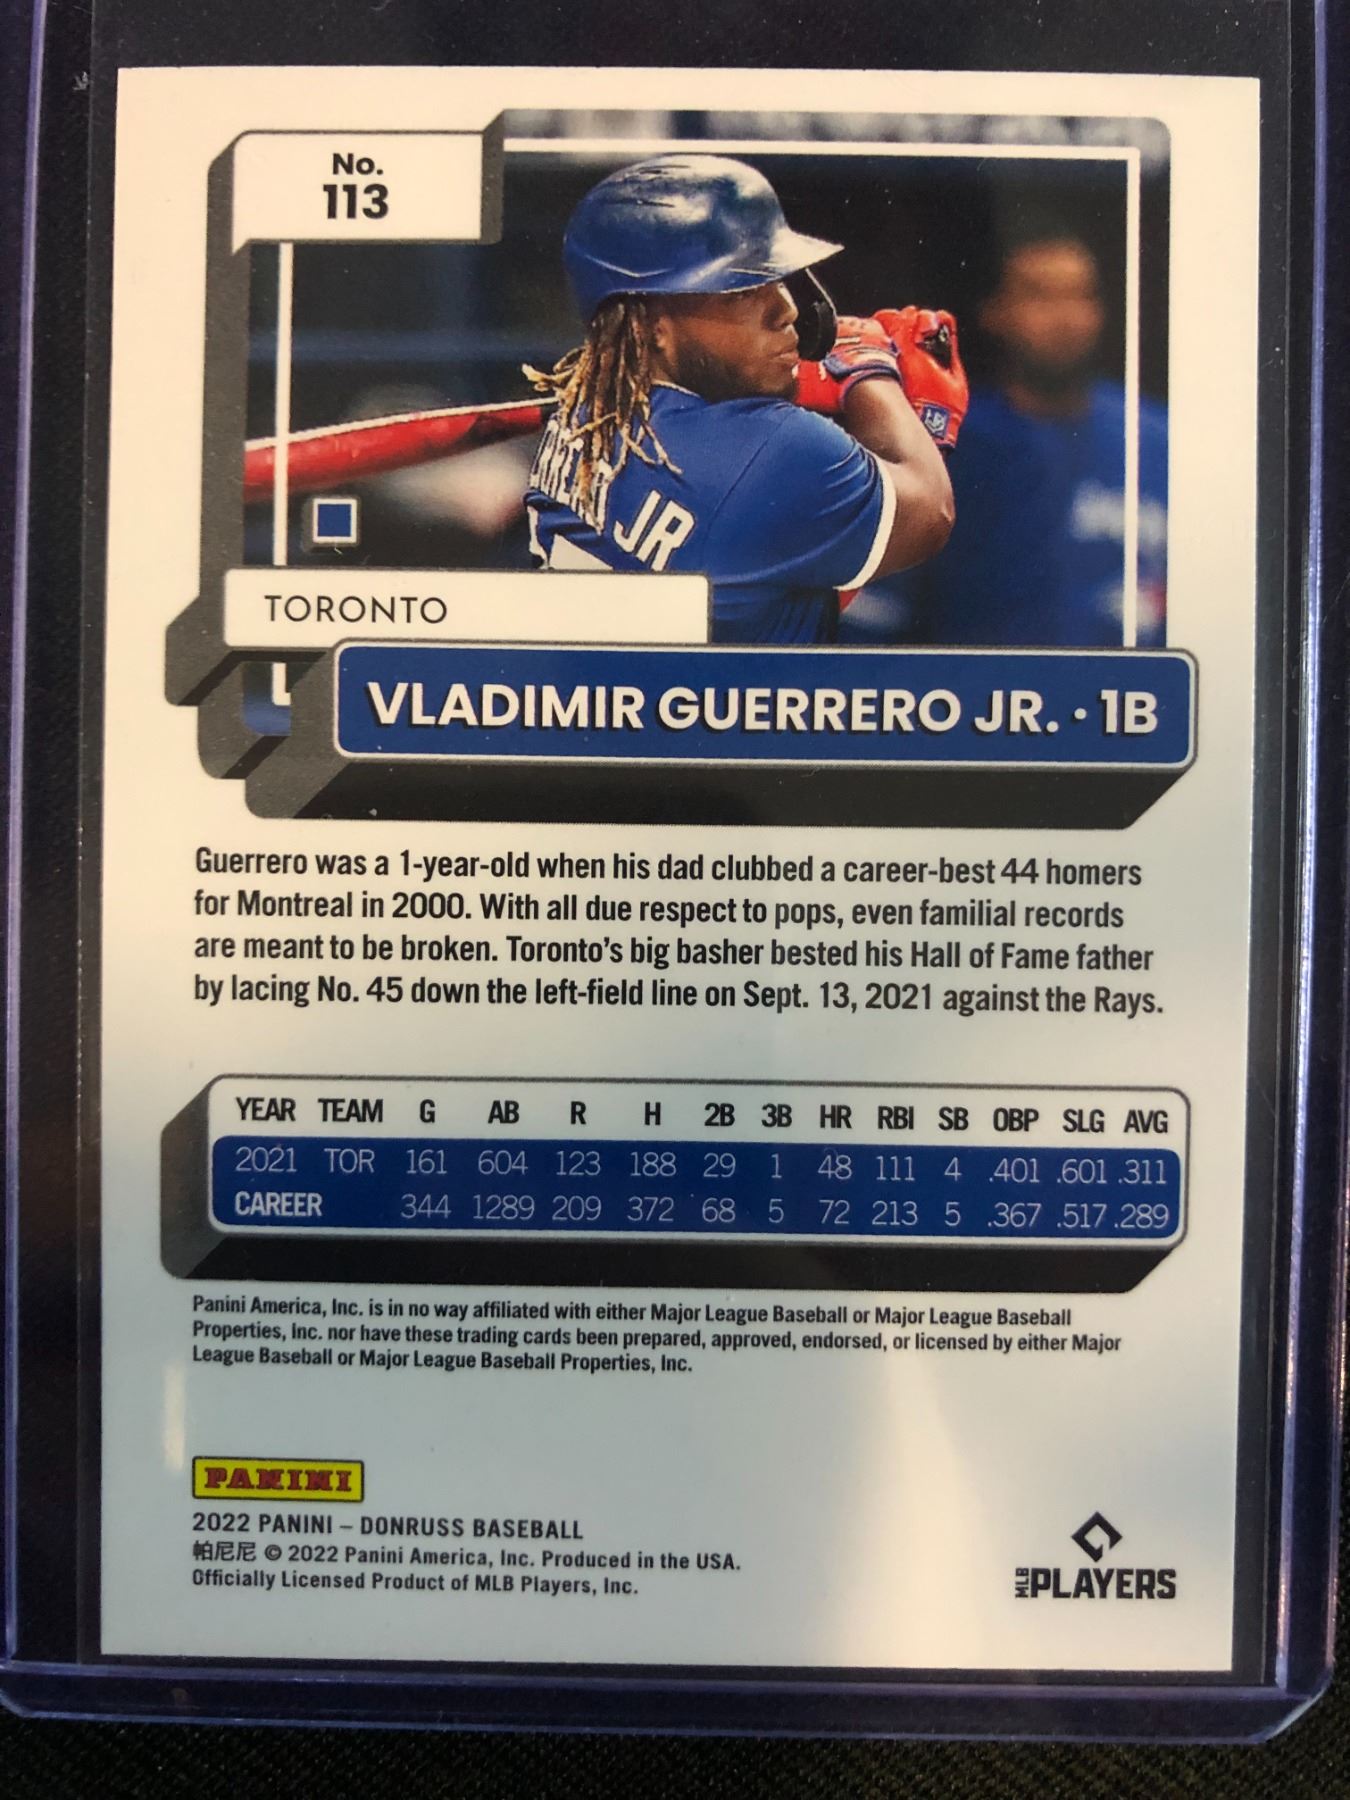 No.
113
ERRERO JR
TORONTO
VLADIMIR GUERRERO JR. · 1B
Guerrero was a 1-year-old when his dad clubbed a career-best 44 homers
for Montreal in 2000. With all due respect to pops, even familial records
are meant to be broken. Toronto's big basher bested his Hall of Fame father
by lacing No. 45 down the left-field line on Sept. 13, 2021 against the Rays.
YEAR TEAM G AB R H 2B 3B HR RBI SB OBP SLG AVG
2021 TOR 161 604 123 188 29 1 48 111 4 .401 .601 .311
CAREER 344 1289 209 372 68 5 72 213 5 .367 .517 .289
Panini America, Inc. is in no way affiliated with either Major League Baseball or Major League Baseball
Properties, Inc. nor have these trading cards been prepared, approved, endorsed, or licensed by either Major
League Baseball or Major League Baseball Properties, Inc.
PANINI
2022 PANINI – DONRUSS BASEBALL
帕尼尼 © 2022 Panini America, Inc. Produced in the USA.
Officially Licensed Product of MLB Players, Inc.
MLB PLAYERS